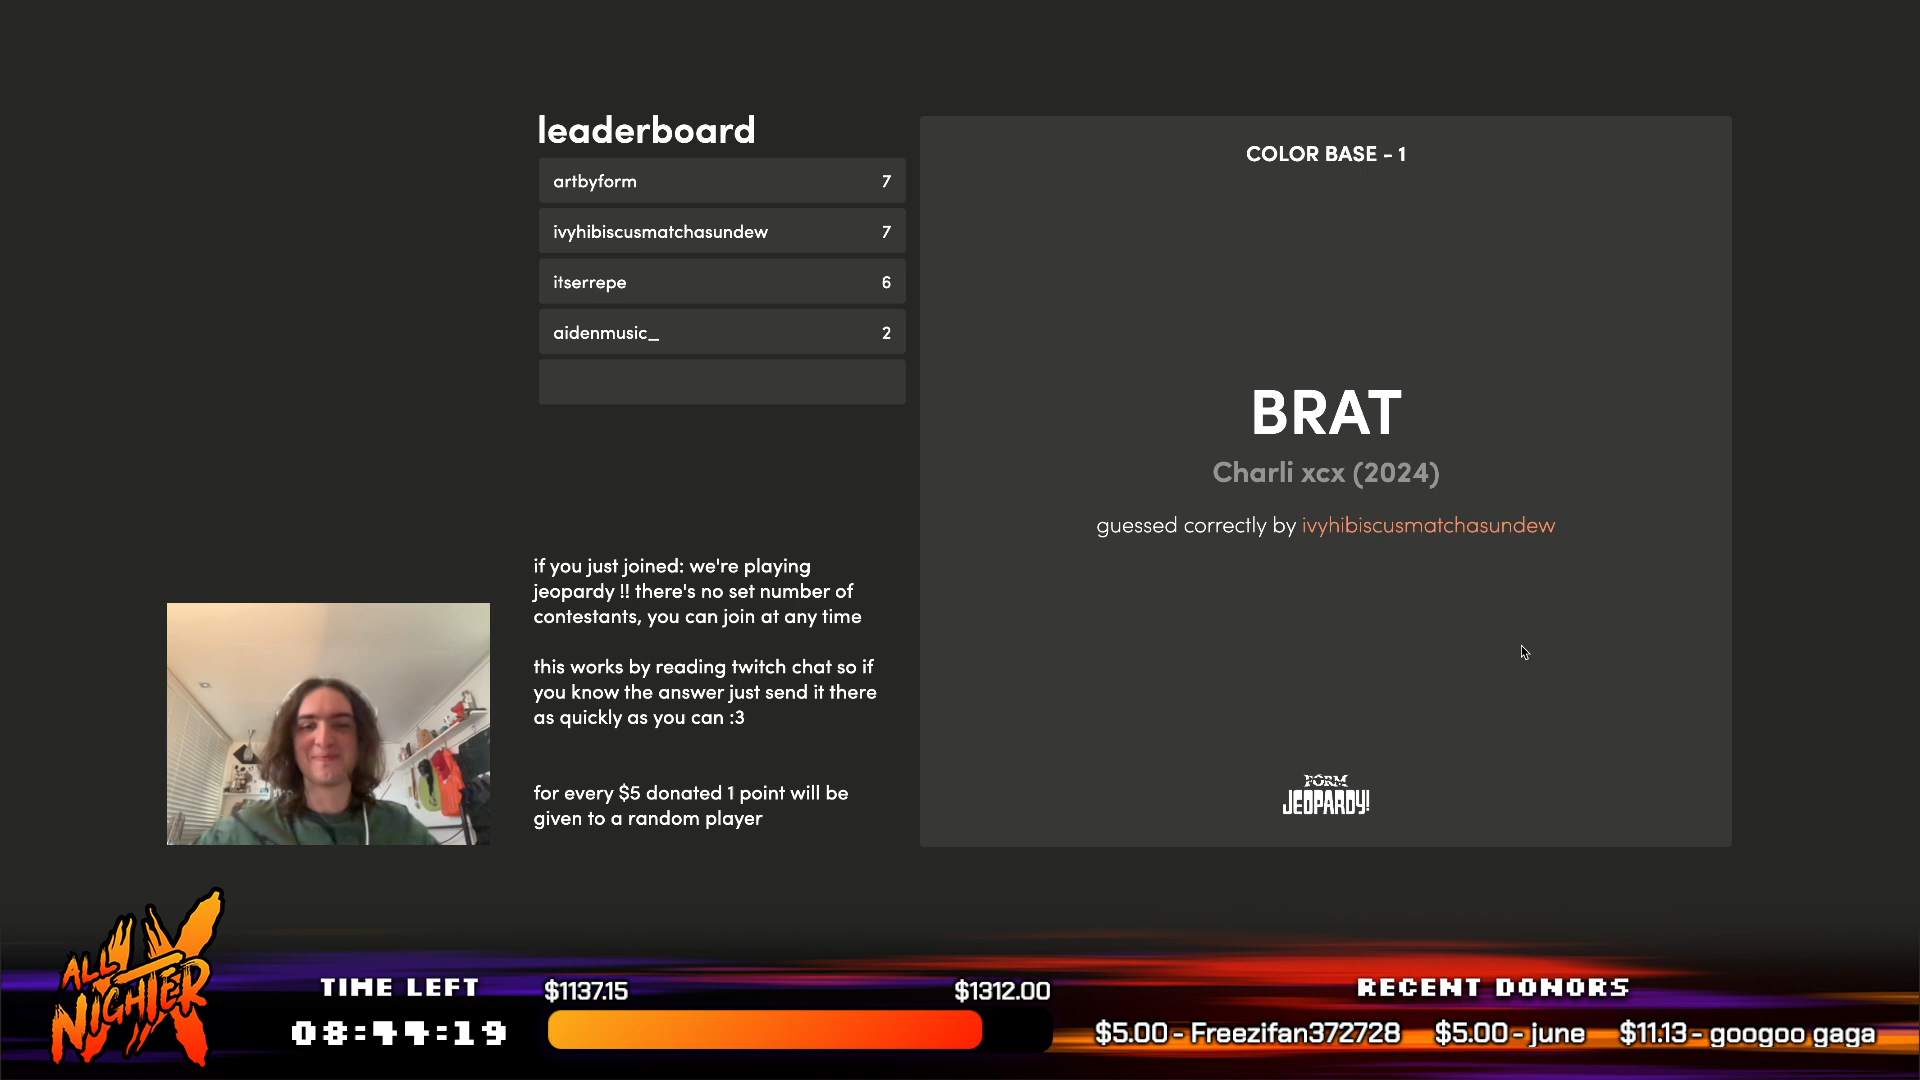 leaderboard
artbyform 7
ivyhibiscusmatchasundew 7
itserrepe 6
aidenmusic_ 2
if you just joined: we're playing
jeopardy !! there's no set number of
contestants, you can join at any time
this works by reading twitch chat so if
you know the answer just send it there
as quickly as you can :3
for every $5 donated 1 point will be
given to a random player
COLOR BASE - 1
BRAT
Charli xcx (2024)
guessed correctly by ivyhibiscusmatchasundew
FORM
JEOPARDY!
ALL
NIGHTER
X
TIME LEFT
08:44:19
$1137.15 $1312.00
RECENT DONORS
$5.00 - Freezifan372728 $5.00 - june $11.13 - googoo gaga